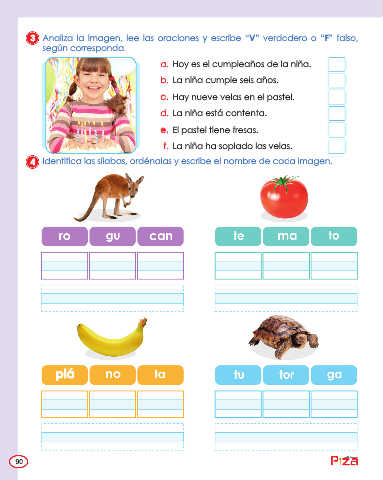 3 Analiza la imagen, lee las oraciones y escribe "V" verdadero o "F" falso,
según corresponda.
a. Hoy es el cumpleaños de la niña.
b. La niña cumple seis años.
c. Hay nueve velas en el pastel.
d. La niña está contenta.
e. El pastel tiene fresas.
f. La niña ha soplado las velas.
4 Identifica las sílabas, ordénalas y escribe el nombre de cada imagen.
ro gu can
te ma to
plá no ta
tu tor ga
90